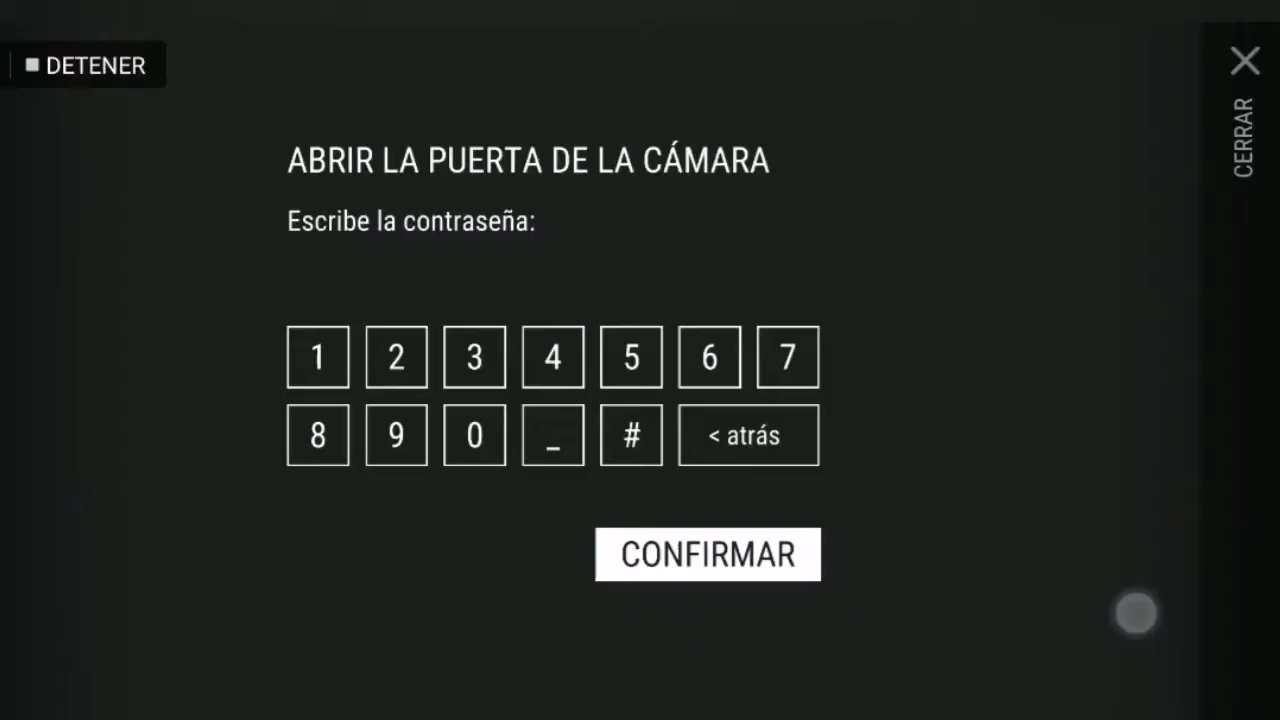 DETENER
CERRAR
ABRIR LA PUERTA DE LA CÁMARA
Escribe la contraseña:
1 2 3 4 5 6 7
8 9 0 _ # < atrás
CONFIRMAR